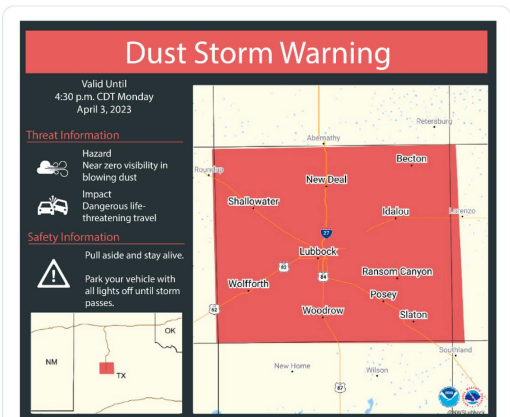 Dust Storm Warning
Valid Until
4:30 p.m. CDT Monday
April 3, 2023
Threat Information
Hazard
Near zero visibility in
blowing dust
Impact
Dangerous life-
threatening travel
Safety Information
Pull aside and stay alive.
Park your vehicle with
all lights off until storm
passes.
NM
OK
TX
Petersburg
Abernathy
Becton
Roundup
New Deal
Shallowater
Idalou
Lorenzo
27
Lubbock
82
84
Ransom Canyon
Wolfforth
Posey
62
Woodrow
Slaton
Southland
New Home
Wilson
87